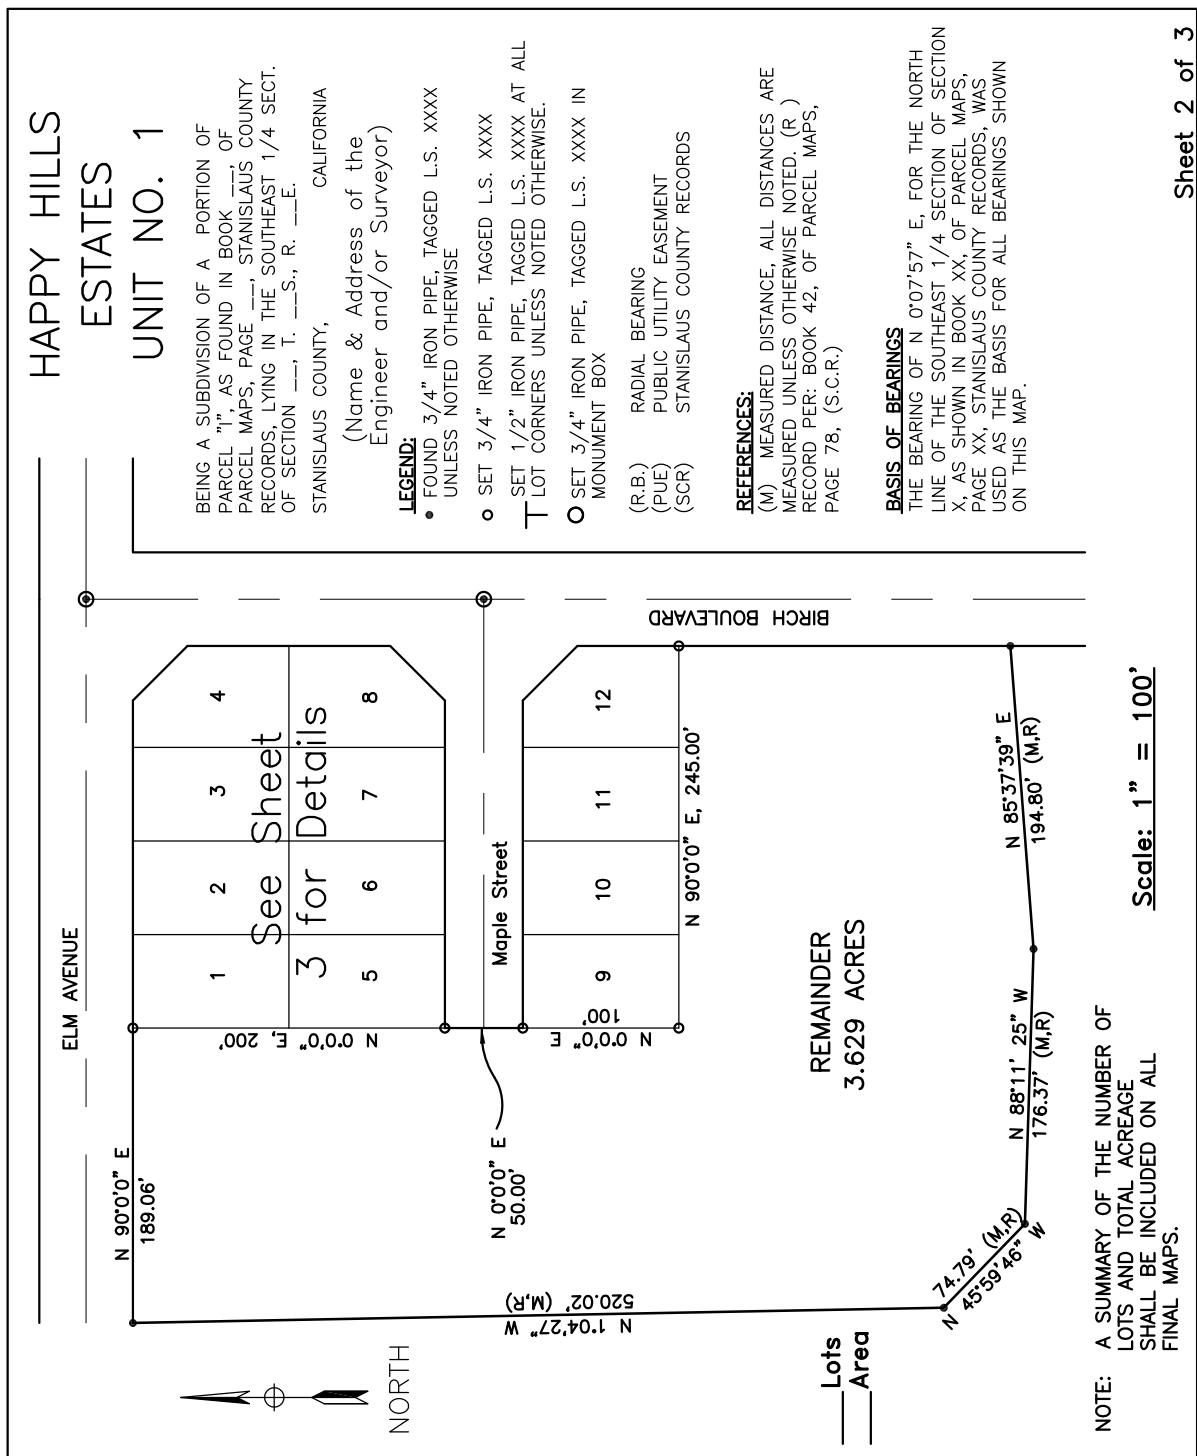 HAPPY HILLS
ESTATES
UNIT NO. 1
BEING A SUBDIVISION OF A PORTION OF
PARCEL "1", AS FOUND IN BOOK __, OF
PARCEL MAPS, PAGE __, STANISLAUS COUNTY
RECORDS, LYING IN THE SOUTHEAST 1/4 SECT.
OF SECTION __, T. __S., R. __E.
STANISLAUS COUNTY, CALIFORNIA
(Name & Address of the
Engineer and/or Surveyor)
LEGEND:
FOUND 3/4" IRON PIPE, TAGGED L.S. XXXX
UNLESS NOTED OTHERWISE
SET 3/4" IRON PIPE, TAGGED L.S. XXXX
SET 1/2" IRON PIPE, TAGGED L.S. XXXX AT ALL
LOT CORNERS UNLESS NOTED OTHERWISE.
SET 3/4" IRON PIPE, TAGGED L.S. XXXX IN
MONUMENT BOX
(R.B.) RADIAL BEARING
(PUE) PUBLIC UTILITY EASEMENT
(SCR) STANISLAUS COUNTY RECORDS
REFERENCES:
(M) MEASURED DISTANCE, ALL DISTANCES ARE
MEASURED UNLESS OTHERWISE NOTED. (R )
RECORD PER: BOOK 42, OF PARCEL MAPS,
PAGE 78, (S.C.R.)
BASIS OF BEARINGS
THE BEARING OF N 0°07'57" E, FOR THE NORTH
LINE OF THE SOUTHEAST 1/4 SECTION OF SECTION
X, AS SHOWN IN BOOK XX, OF PARCEL MAPS,
PAGE XX, STANISLAUS COUNTY RECORDS, WAS
USED AS THE BASIS FOR ALL BEARINGS SHOWN
ON THIS MAP.
Sheet 2 of 3
ELM AVENUE
N 90°0'0" E
189.06'
1 2 3 4
See Sheet
3 for Details
5 6 7 8
N 0°0'0" E, 200'
Maple Street
N 0°0'0" E
50.00'
9 10 11 12
N 0°0'0" E
100'
N 90°0'0" E, 245.00'
BIRCH BOULEVARD
N 1°04'27" W
520.02' (M,R)
REMAINDER
3.629 ACRES
74.79' (M,R)
N 45°59'46" W
N 88°11' 25" W
176.37' (M,R)
N 85°37'39" E
194.80' (M,R)
NORTH
Lots
Area
NOTE: A SUMMARY OF THE NUMBER OF
LOTS AND TOTAL ACREAGE
SHALL BE INCLUDED ON ALL
FINAL MAPS.
Scale: 1" = 100'